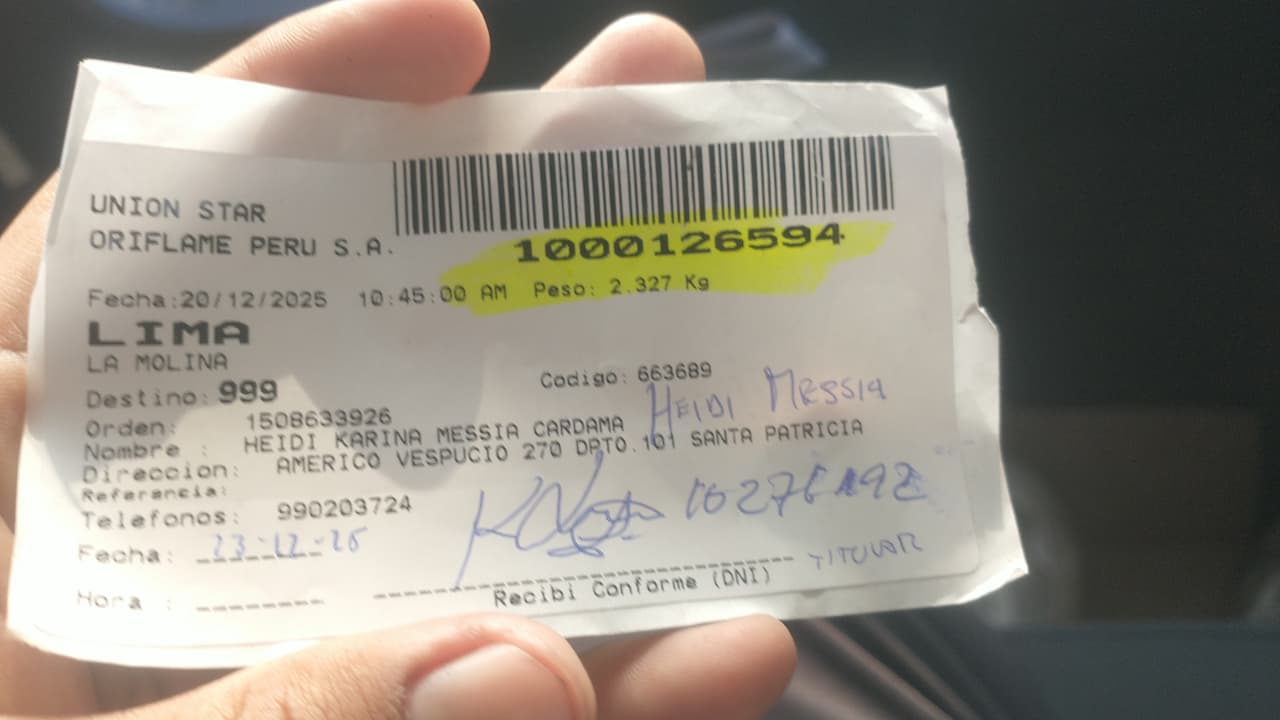 UNION STAR
ORIFLAME PERU S.A.
1000126594
Fecha:20/12/2025 10:45:00 AM Peso: 2.327 Kg
LIMA
LA MOLINA
Destino: 999 Codigo: 663689
Orden: 1508633926
HEIDI MESSIA
Nombre : HEIDI KARINA MESSIA CARDAMA
Direccion: AMERICO VESPUCIO 270 DPTO.101 SANTA PATRICIA
Referencia:
Telefonos: 990203724
Fecha: 23-12-25
TITULAR
Hora :
Recibi Conforme (DNI)